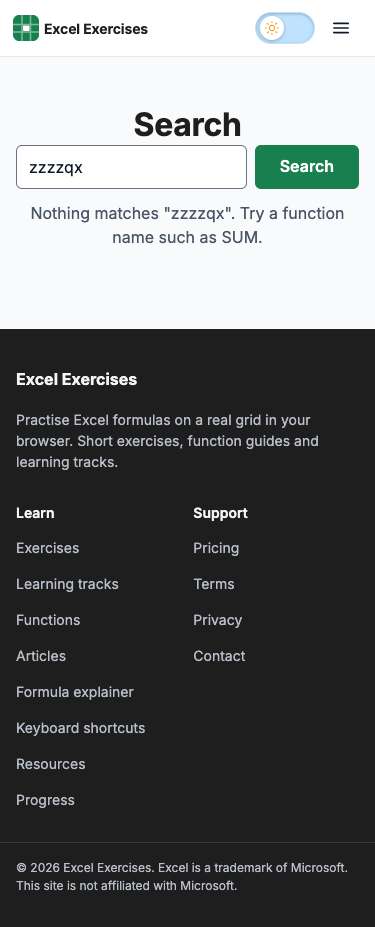 Excel Exercises
Search
zzzzqx
Search
Nothing matches "zzzzqx". Try a function
name such as SUM.
Excel Exercises
Practise Excel formulas on a real grid in your
browser. Short exercises, function guides and
learning tracks.
Learn
Exercises
Learning tracks
Functions
Articles
Formula explainer
Keyboard shortcuts
Resources
Progress
Support
Pricing
Terms
Privacy
Contact
© 2026 Excel Exercises. Excel is a trademark of Microsoft.
This site is not affiliated with Microsoft.